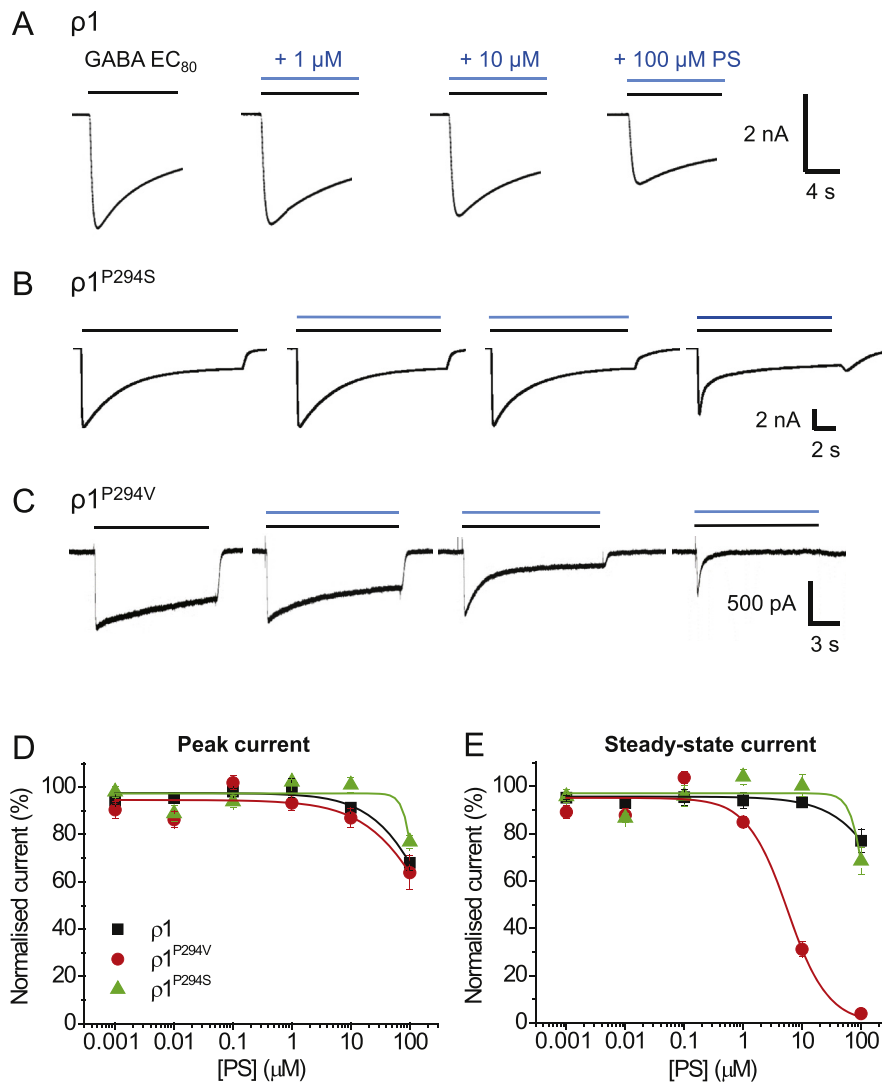 A ρ1
GABA EC80 + 1 µM + 10 µM + 100 µM PS
2 nA
4 s
B ρ1P294S
2 nA
2 s
C ρ1P294V
500 pA
3 s
D Peak current
Normalised current (%)
100
80
60
40
20
0
0.001 0.01 0.1 1 10 100
[PS] (µM)
ρ1
ρ1P294V
ρ1P294S
E Steady-state current
Normalised current (%)
100
80
60
40
20
0
0.001 0.01 0.1 1 10 100
[PS] (µM)